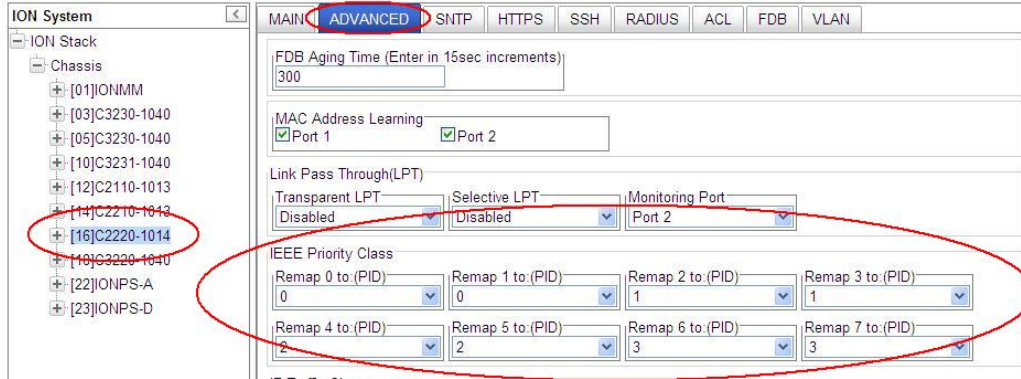 ION System
ION Stack
Chassis
[01]IONMM
[03]C3230-1040
[05]C3230-1040
[10]C3231-1040
[12]C2110-1013
[14]C2210-1013
[16]C2220-1014
[18]C3220-1040
[22]IONPS-A
[23]IONPS-D
MAIN ADVANCED SNTP HTTPS SSH RADIUS ACL FDB VLAN
FDB Aging Time (Enter in 15sec increments)
300
MAC Address Learning
Port 1 Port 2
Link Pass Through(LPT)
Transparent LPT Selective LPT Monitoring Port
Disabled Disabled Port 2
IEEE Priority Class
Remap 0 to:(PID) Remap 1 to:(PID) Remap 2 to:(PID) Remap 3 to:(PID)
0 0 1 1
Remap 4 to:(PID) Remap 5 to:(PID) Remap 6 to:(PID) Remap 7 to:(PID)
2 2 3 3